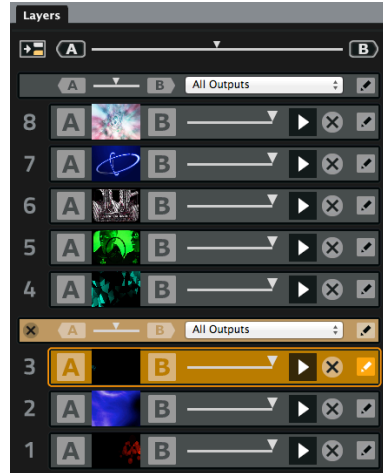 Layers
A B
A B All Outputs
8 A B
7 A B
6 A B
5 A B
4 A B
A B All Outputs
3 A B
2 A B
1 A B